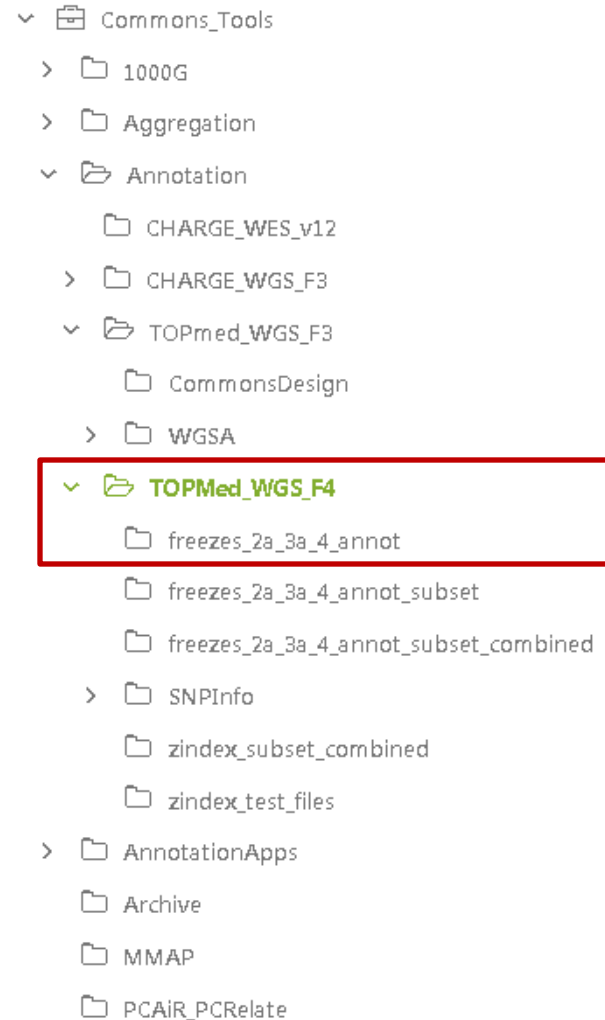 Commons_Tools
1000G
Aggregation
Annotation
CHARGE_WES_v12
CHARGE_WGS_F3
TOPmed_WGS_F3
CommonsDesign
WGSA
TOPMed_WGS_F4
freezes_2a_3a_4_annot
freezes_2a_3a_4_annot_subset
freezes_2a_3a_4_annot_subset_combined
SNPInfo
zindex_subset_combined
zindex_test_files
AnnotationApps
Archive
MMAP
PCAiR_PCRelate